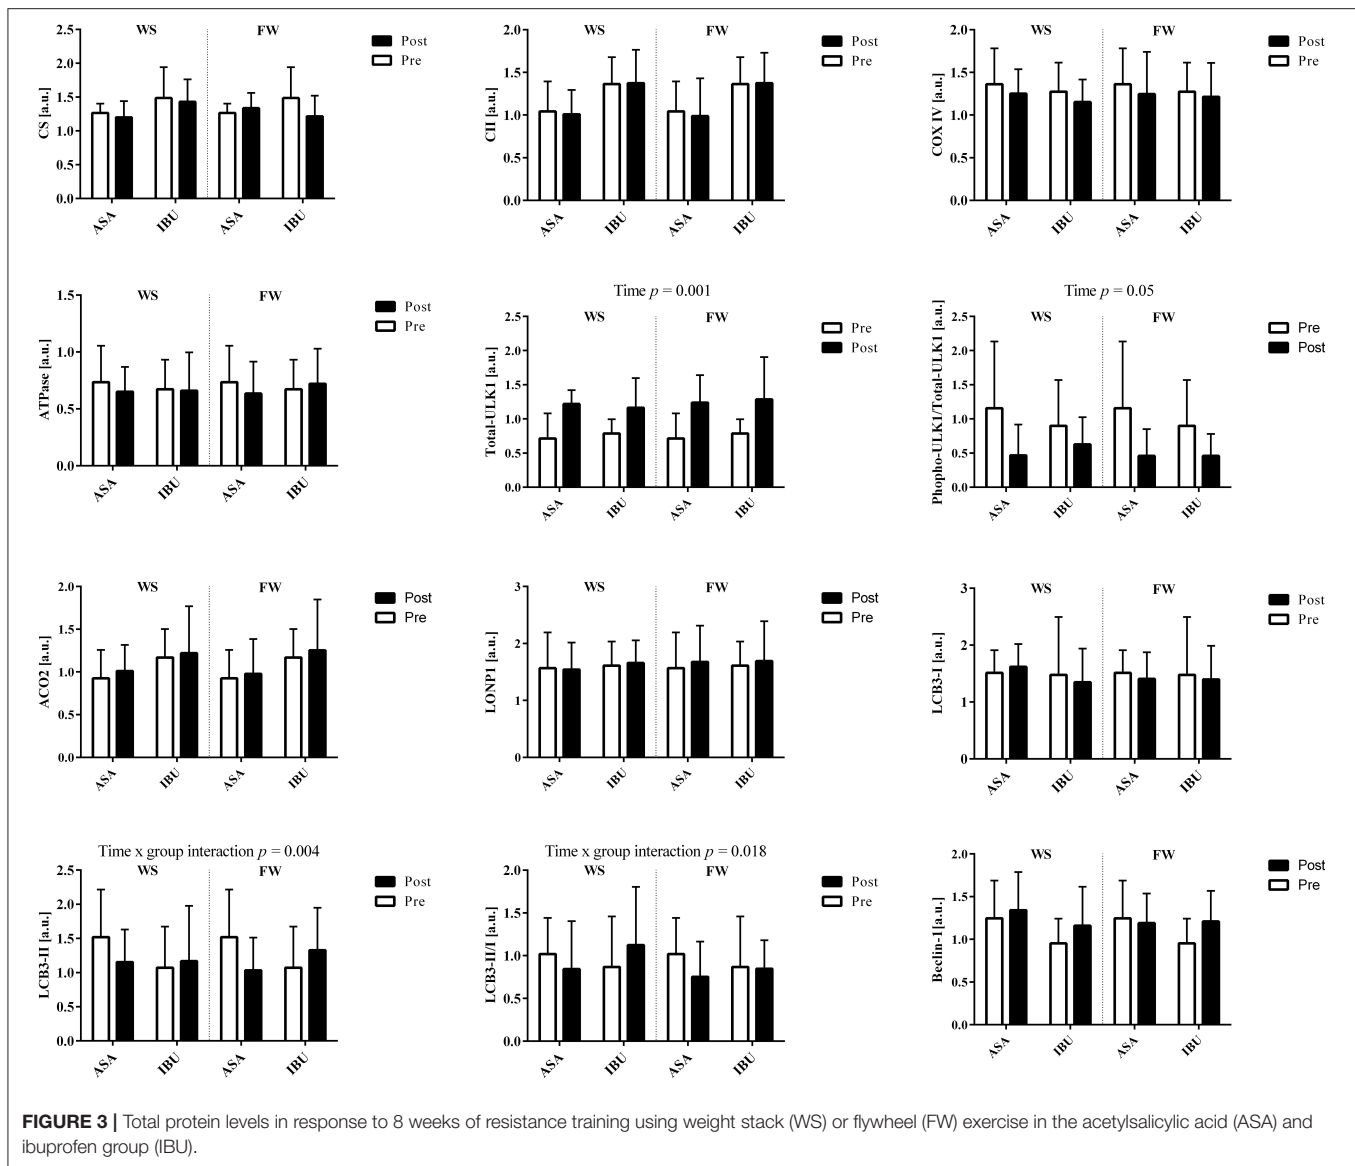 2.5
2.0
1.5
1.0
0.5
0.0
CS [a.u.]
WS
FW
ASA
IBU
ASA
IBU
Post
Pre
2.0
1.5
1.0
0.5
0.0
CII [a.u.]
WS
FW
ASA
IBU
ASA
IBU
Post
Pre
2.0
1.5
1.0
0.5
0.0
COX IV [a.u.]
WS
FW
ASA
IBU
ASA
IBU
Post
Pre
1.5
1.0
0.5
0.0
ATPase [a.u.]
WS
FW
ASA
IBU
ASA
IBU
Post
Pre
Time p = 0.001
2.5
2.0
1.5
1.0
0.5
0.0
Total-ULK1 [a.u.]
WS
FW
ASA
IBU
ASA
IBU
Pre
Post
Time p = 0.05
2.5
2.0
1.5
1.0
0.5
0.0
Phopho-ULK1/Total-ULK1 [a.u.]
WS
FW
ASA
IBU
ASA
IBU
Pre
Post
2.0
1.5
1.0
0.5
0.0
ACO2 [a.u.]
WS
FW
ASA
IBU
ASA
IBU
Post
Pre
3
2
1
0
LONP1 [a.u.]
WS
FW
ASA
IBU
ASA
IBU
Post
Pre
3
2
1
0
LCB3-I [a.u.]
WS
FW
ASA
IBU
ASA
IBU
Post
Pre
Time x group interaction p = 0.004
2.5
2.0
1.5
1.0
0.5
0.0
LCB3-II [a.u.]
WS
FW
ASA
IBU
ASA
IBU
Post
Pre
Time x group interaction p = 0.018
2.0
1.5
1.0
0.5
0.0
LCB3-II/I [a.u.]
WS
FW
ASA
IBU
ASA
IBU
Post
Pre
2.0
1.5
1.0
0.5
0.0
Beclin-1[a.u.]
WS
FW
ASA
IBU
ASA
IBU
Post
Pre
FIGURE 3 | Total protein levels in response to 8 weeks of resistance training using weight stack (WS) or flywheel (FW) exercise in the acetylsalicylic acid (ASA) and
ibuprofen group (IBU).